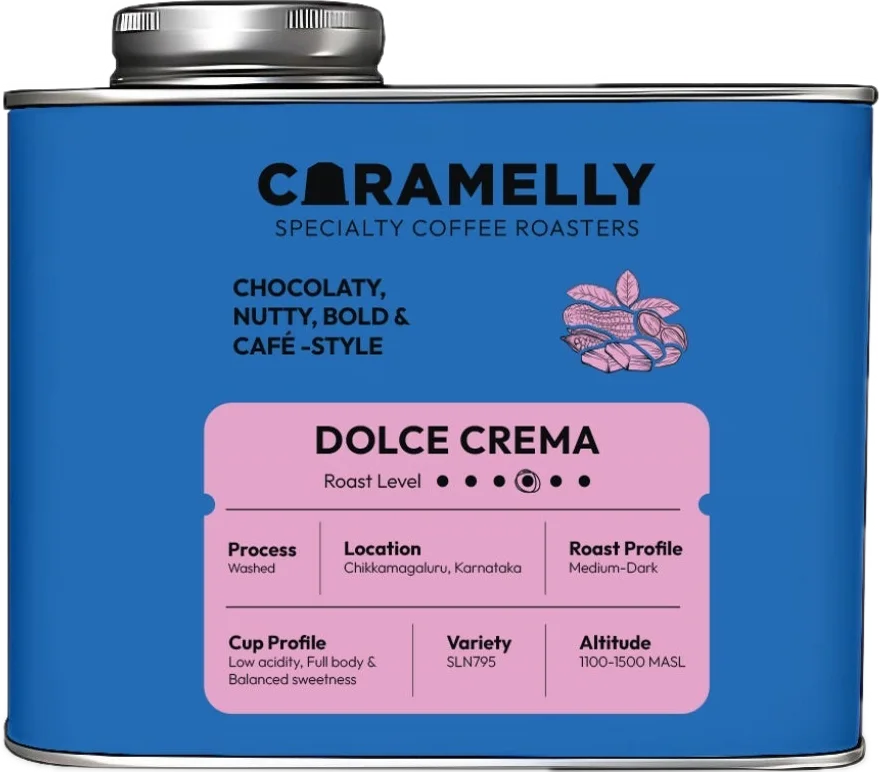 CARAMELLY
SPECIALTY COFFEE ROASTERS
CHOCOLATY,
NUTTY, BOLD &
CAFÉ -STYLE
DOLCE CREMA
Roast Level
Process
Washed
Location
Chikkamagaluru, Karnataka
Roast Profile
Medium-Dark
Cup Profile
Low acidity, Full body &
Balanced sweetness
Variety
SLN795
Altitude
1100-1500 MASL